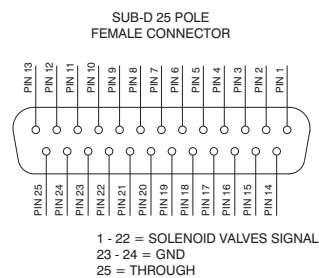 SUB-D 25 POLE
FEMALE CONNECTOR
PIN 13
PIN 12
PIN 11
PIN 10
PIN 9
PIN 8
PIN 7
PIN 6
PIN 5
PIN 4
PIN 3
PIN 2
PIN 1
PIN 25
PIN 24
PIN 23
PIN 22
PIN 21
PIN 20
PIN 19
PIN 18
PIN 17
PIN 16
PIN 15
PIN 14
1 - 22 = SOLENOID VALVES SIGNAL
23 - 24 = GND
25 = THROUGH